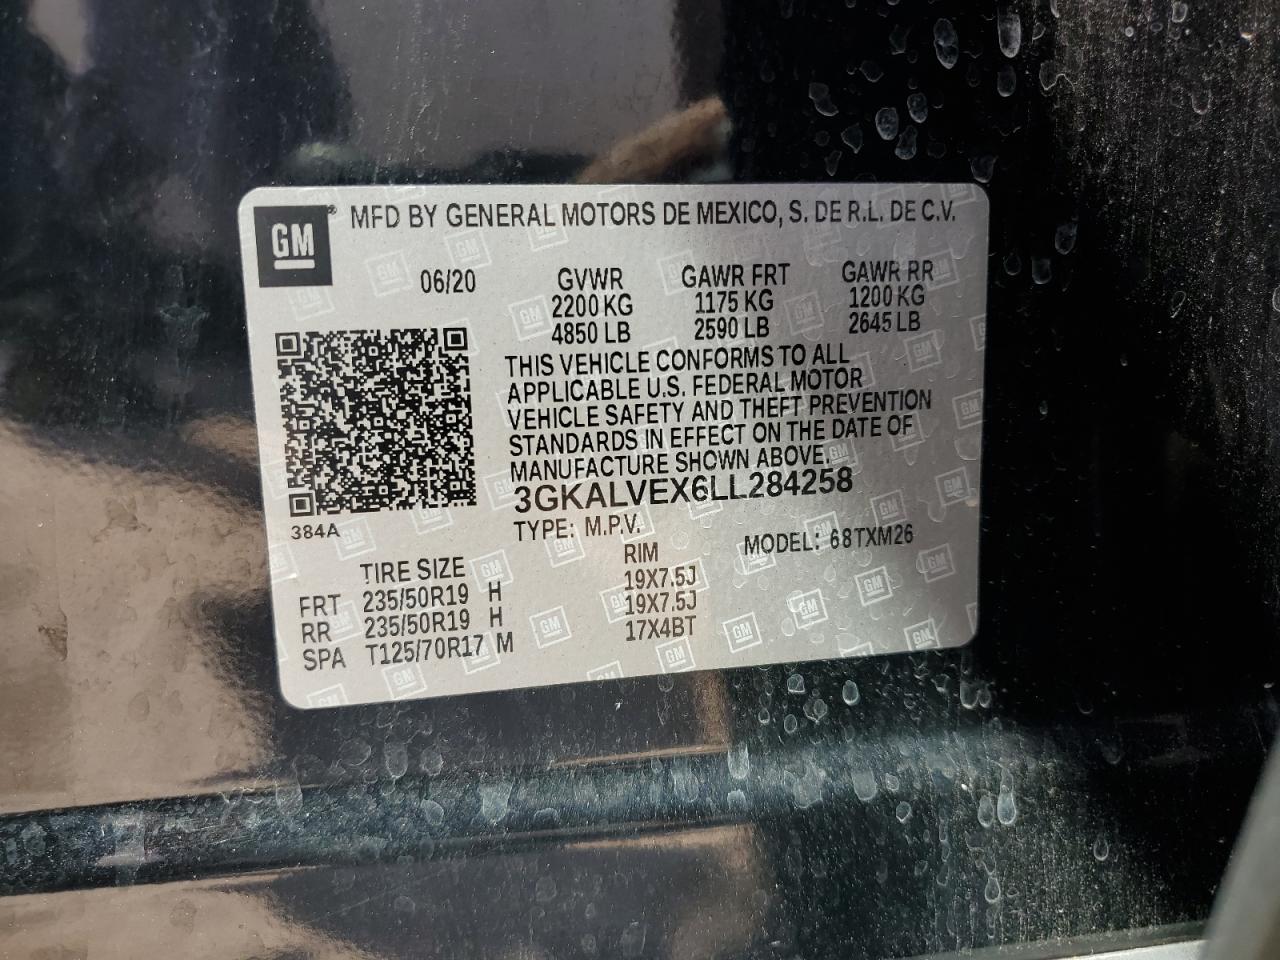 GM ® MFD BY GENERAL MOTORS DE MEXICO, S. DE R.L. DE C.V.
06/20 GVWR GAWR FRT GAWR RR
2200 KG 1175 KG 1200 KG
4850 LB 2590 LB 2645 LB
THIS VEHICLE CONFORMS TO ALL
APPLICABLE U.S. FEDERAL MOTOR
VEHICLE SAFETY AND THEFT PREVENTION
STANDARDS IN EFFECT ON THE DATE OF
MANUFACTURE SHOWN ABOVE.
3GKALVEX6LL284258
384A TYPE: M.P.V. MODEL: 68TXM26
TIRE SIZE RIM
FRT 235/50R19 H 19X7.5J
RR 235/50R19 H 19X7.5J
SPA T125/70R17 M 17X4BT